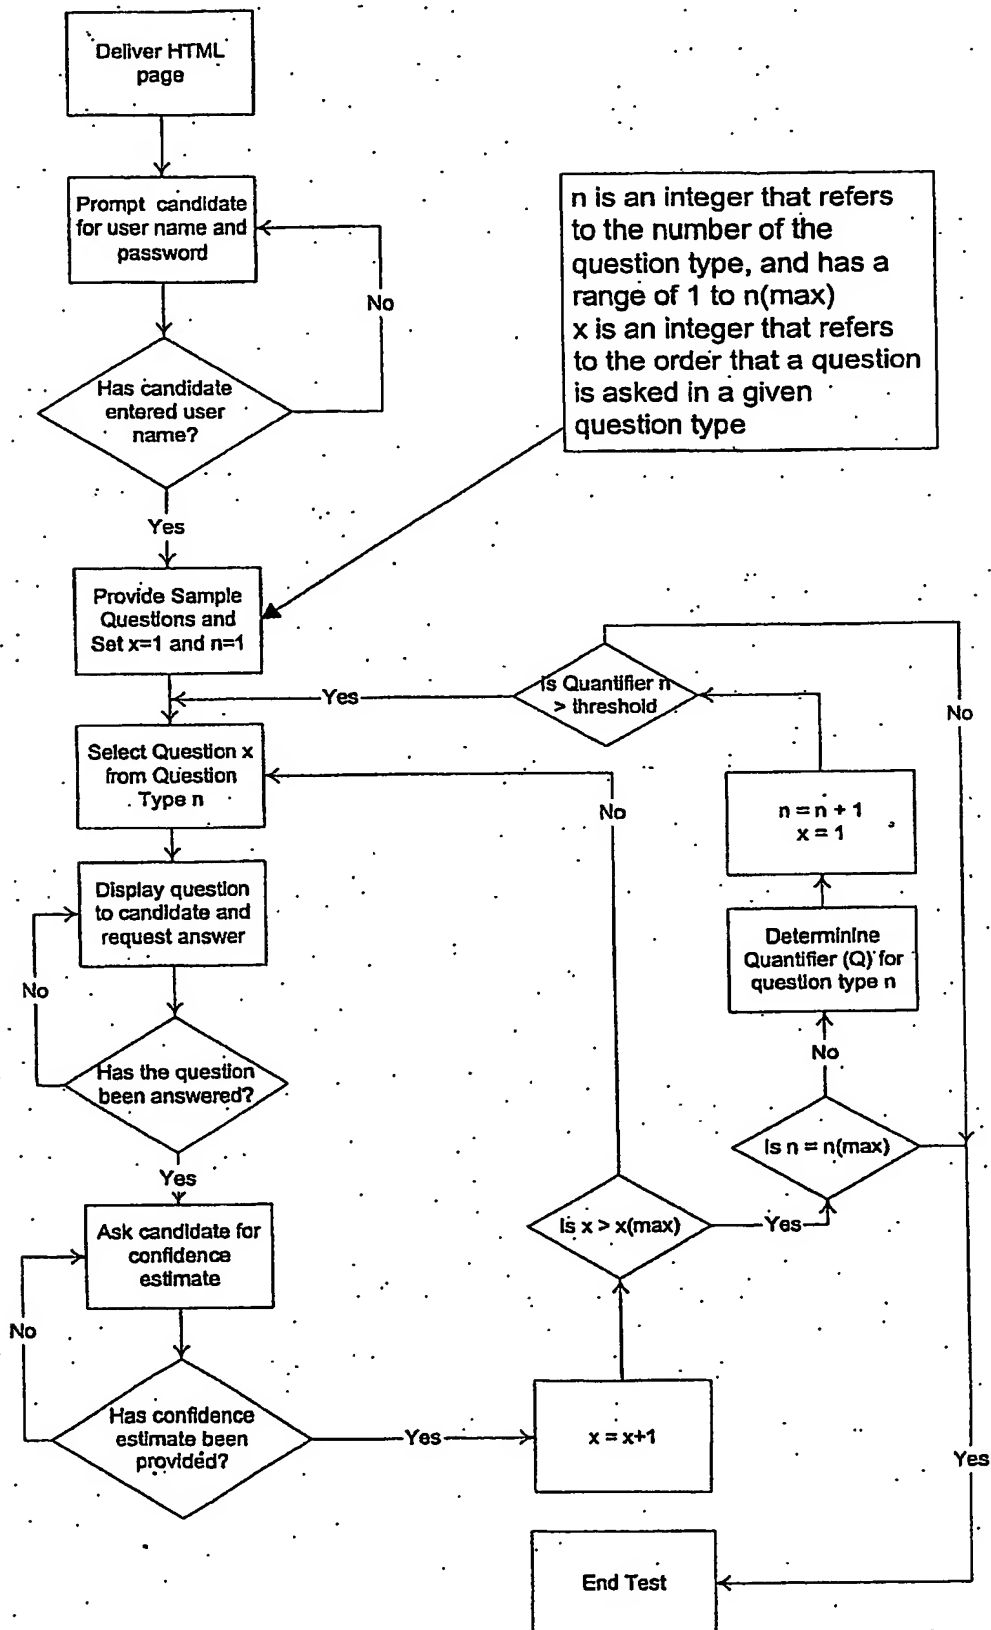 Deliver HTML
page
Prompt candidate
for user name and
password
No
Has candidate
entered user
name?
Yes
n is an integer that refers
to the number of the
question type, and has a
range of 1 to n(max)
x is an integer that refers
to the order that a question
is asked in a given
question type
Provide Sample
Questions and
Set x=1 and n=1
Is Quantifier n
> threshold
Yes
No
Select Question x
from Question
Type n
No
n = n + 1
x = 1
Display question
to candidate and
request answer
No
Determinine
Quantifier (Q) for
question type n
No
Has the question
been answered?
Yes
Is n = n(max)
Is x > x(max)
Yes
Ask candidate for
confidence
estimate
No
Has confidence
estimate been
provided?
Yes
x = x+1
Yes
End Test